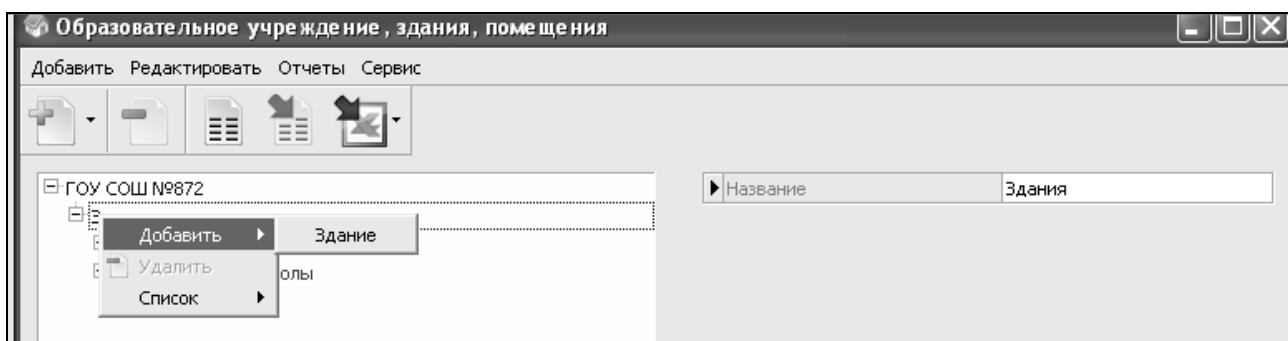 Образовательное учреждение, здания, помещения
Добавить Редактировать Отчеты Сервис
ГОУ СОШ №872
Название Здания
Добавить Здание
Удалить
олы
Список